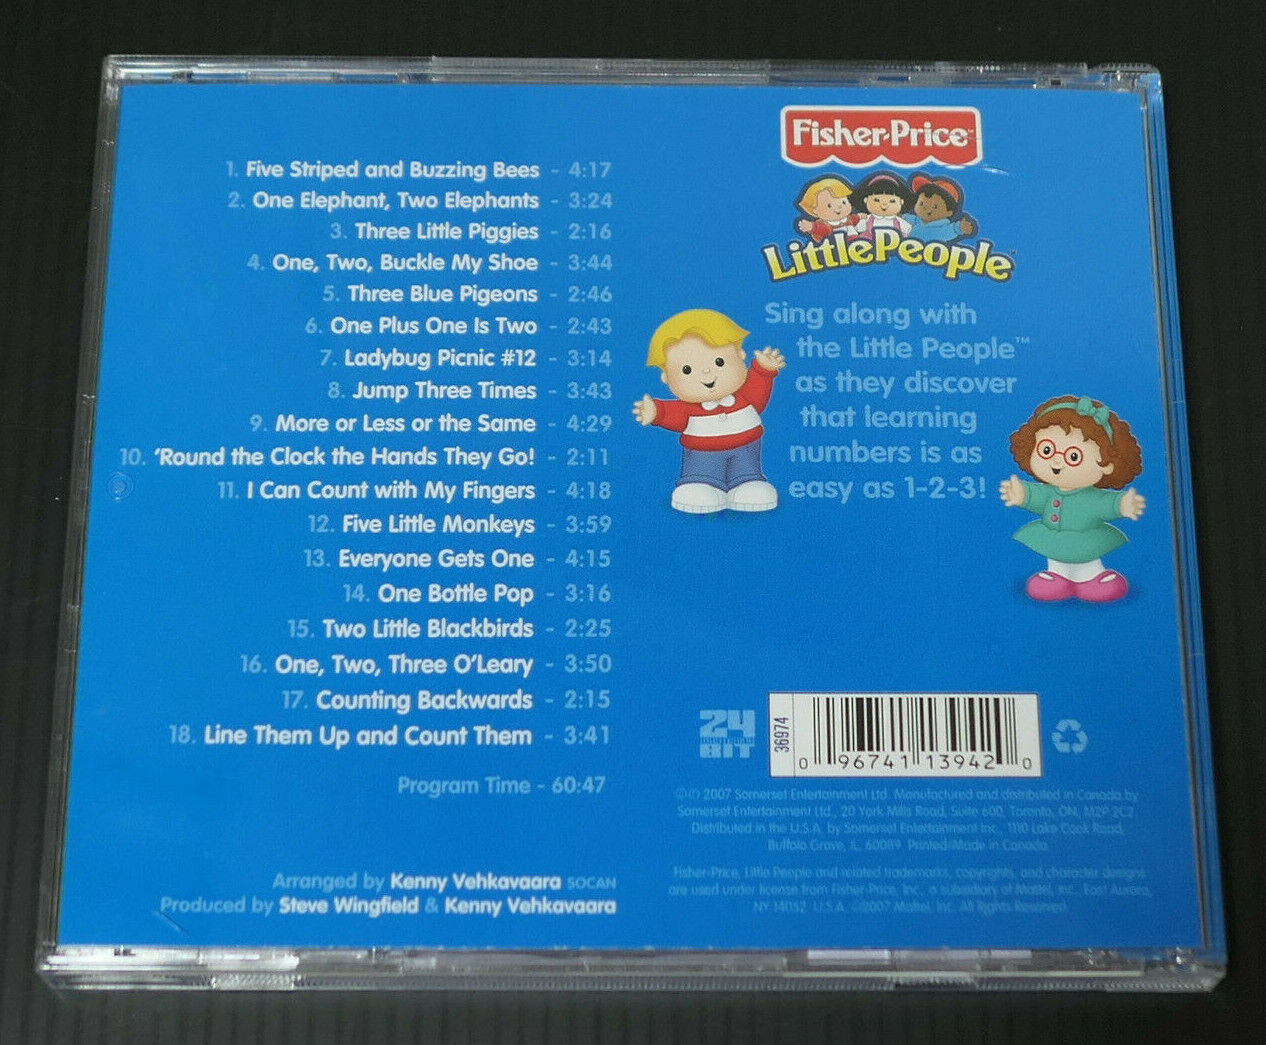 1. Five Striped and Buzzing Bees - 4:17
2. One Elephant, Two Elephants - 3:24
3. Three Little Piggies - 2:16
4. One, Two, Buckle My Shoe - 3:44
5. Three Blue Pigeons - 2:46
6. One Plus One Is Two - 2:43
7. Ladybug Picnic #12 - 3:14
8. Jump Three Times - 3:43
9. More or Less or the Same - 4:29
10. 'Round the Clock the Hands They Go! - 2:11
11. I Can Count with My Fingers - 4:18
12. Five Little Monkeys - 3:59
13. Everyone Gets One - 4:15
14. One Bottle Pop - 3:16
15. Two Little Blackbirds - 2:25
16. One, Two, Three O'Leary - 3:50
17. Counting Backwards - 2:15
18. Line Them Up and Count Them - 3:41
Program Time - 60:47
Arranged by Kenny Vehkavaara SOCAN
Produced by Steve Wingfield & Kenny Vehkavaara
Fisher-Price
Little People™
Sing along with
the Little People™
as they discover
that learning
numbers is as
easy as 1-2-3!
24
BIT
36974
0 96741 13942 0
2007 Somerset Entertainment Ltd. Manufactured and distributed in Canada by
Somerset Entertainment Ltd., 20 York Mills Road, Suite 600, Toronto, ON, M2P 2C2.
Distributed in the U.S.A. by Somerset Entertainment Inc., 1110 Lake Cook Road,
Buffalo Grove, IL, 60089. Printed/Made in Canada.
Fisher-Price, Little People and related trademarks, copyrights, and character designs
are used under license from Fisher-Price, Inc., a subsidiary of Mattel, Inc., East Aurora,
NY 14052, U.S.A. ©2007 Mattel, Inc. All Rights Reserved.